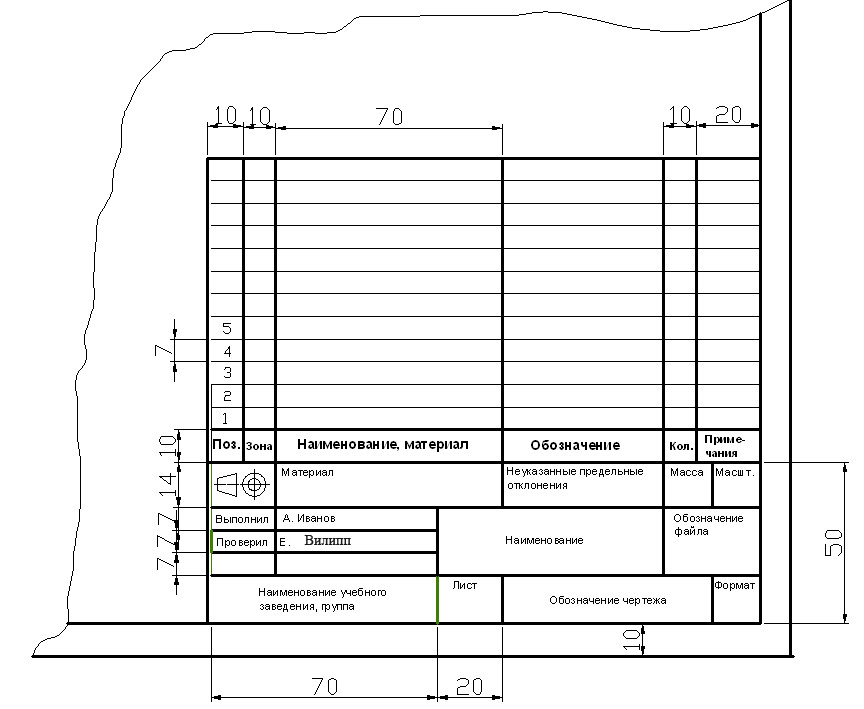 10 10 70 10 20
5
7 4
3
2
1
10 Поз. Зона Наименование, материал Обозначение Кол. Приме-
чания
14 Материал Неуказанные предельные
отклонения Масса Масшт.
7 Выполнил А. Иванов Обозначение
файла
7 Проверил Е. Вилипп Наименование 50
7
Наименование учебного
заведения, группа Лист Обозначение чертежа Формат
10
70 20